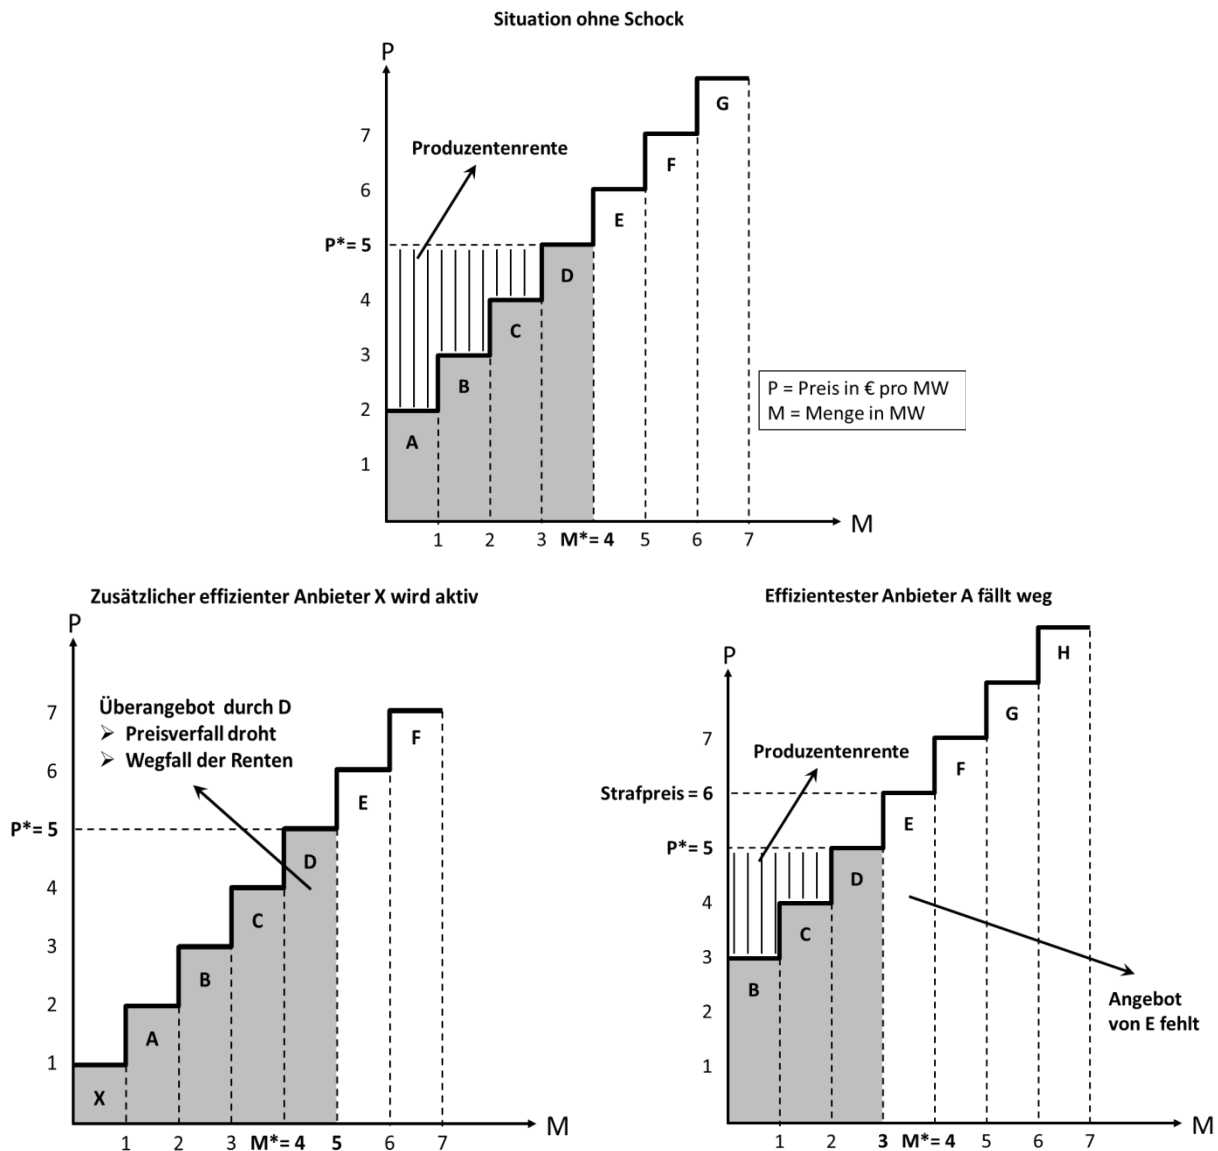 Situation ohne Schock
P
7
Produzentenrente
6
P*= 5
4
3
2
1
A
B
C
D
E
F
G
P = Preis in € pro MW
M = Menge in MW
1
2
3
M*= 4
5
6
7
M
Zusätzlicher effizienter Anbieter X wird aktiv
P
7
Überangebot durch D
➢ Preisverfall droht
➢ Wegfall der Renten
6
P*= 5
4
3
2
1
X
A
B
C
D
E
F
1
2
3
M*= 4
5
6
7
M
Effizientester Anbieter A fällt weg
P
7
Produzentenrente
Strafpreis = 6
P*= 5
4
3
2
1
B
C
D
E
F
G
H
Angebot
von E fehlt
1
2
3
M*= 4
5
6
7
M